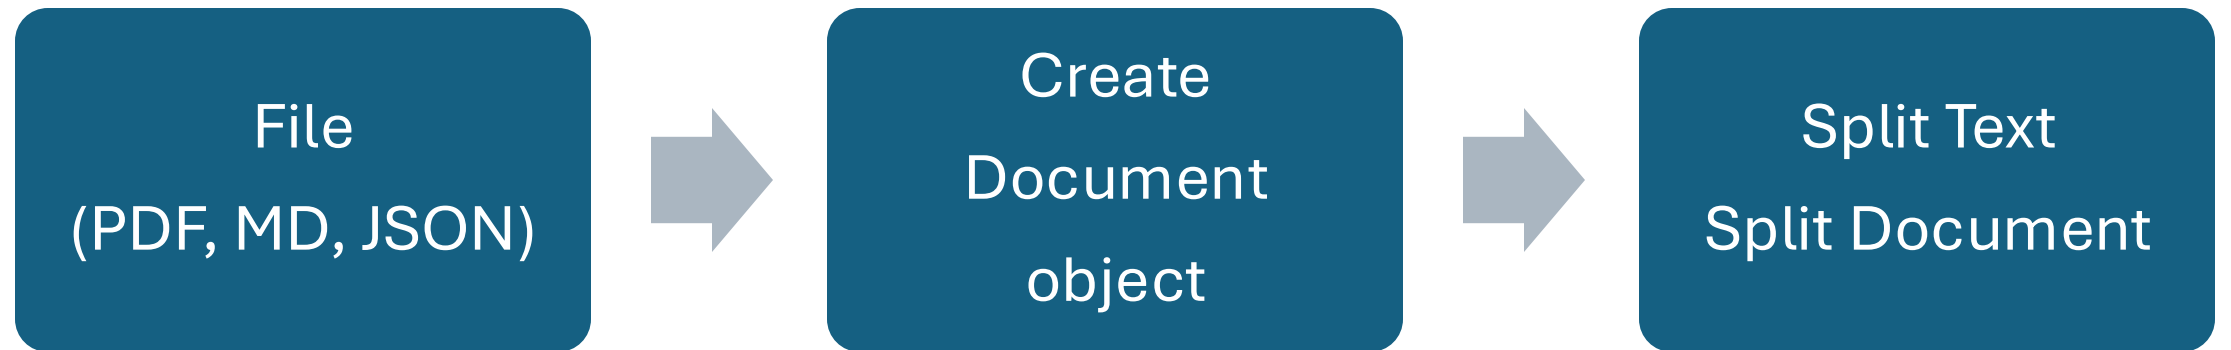 File
(PDF, MD, JSON)
Create
Document
object
Split Text
Split Document